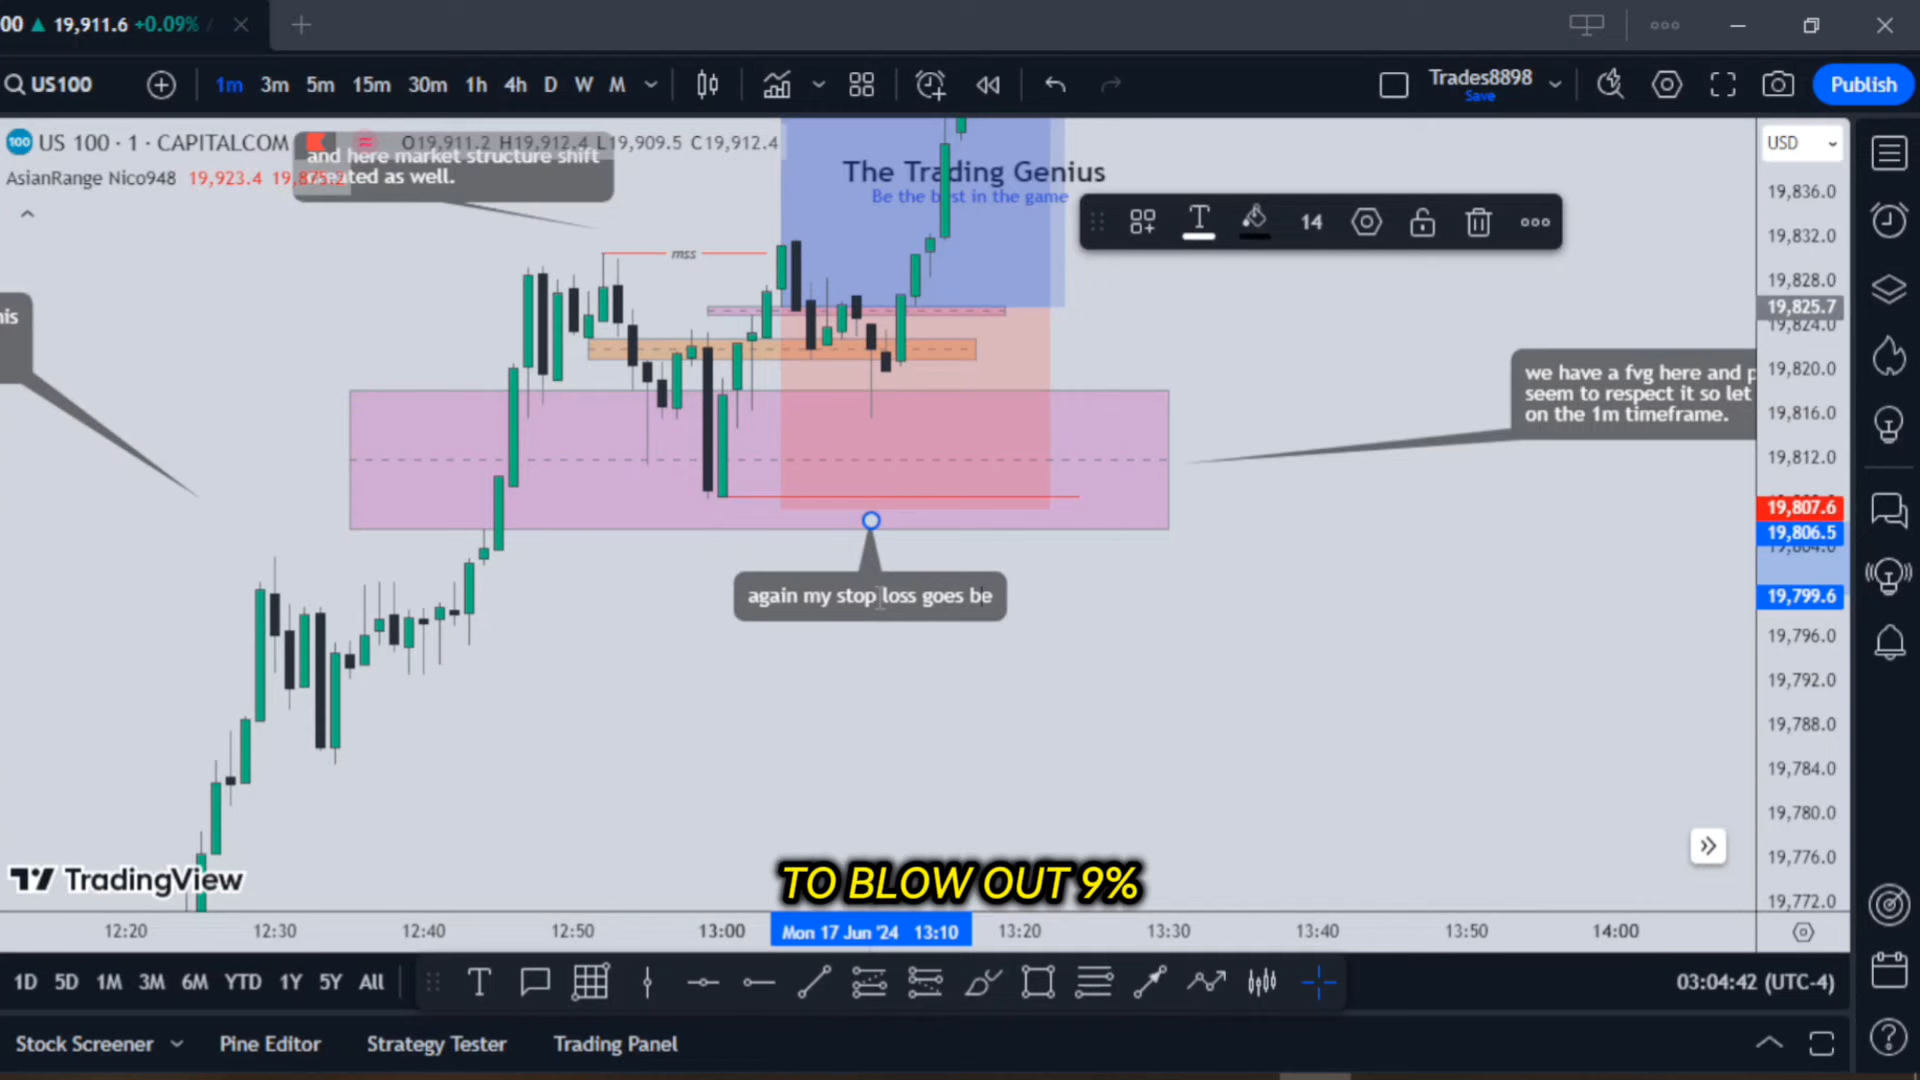 00 ▲ 19,911.6 +0.09% /
US100
1m 3m 5m 15m 30m 1h 4h D W M
Trades8898
Save
Publish
100 US 100 · 1 · CAPITALCOM
O19,911.2 H19,912.4 L19,909.5 C19,912.4
AsianRange Nico948 19,923.4
and here market structure shift
created as well.
The Trading Genius
Be the best in the game
14
mss
his
we have a fvg here and p
seem to respect it so let
on the 1m timeframe.
again my stop loss goes be
USD
19,836.0
19,832.0
19,828.0
19,825.7
19,824.0
19,820.0
19,816.0
19,812.0
19,807.6
19,806.5
19,799.6
19,796.0
19,792.0
19,788.0
19,784.0
19,780.0
19,776.0
19,772.0
TradingView
TO BLOW OUT 9%
12:20 12:30 12:40 12:50 13:00 Mon 17 Jun '24 13:10 13:20 13:30 13:40 13:50 14:00
1D 5D 1M 3M 6M YTD 1Y 5Y All
03:04:42 (UTC-4)
Stock Screener Pine Editor Strategy Tester Trading Panel